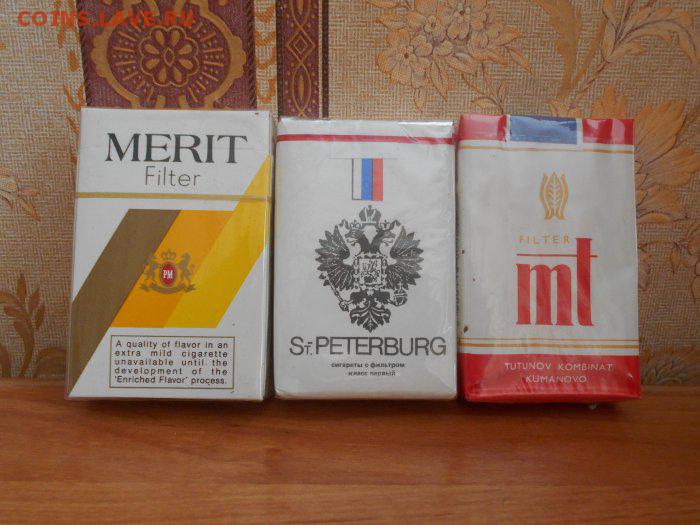 COINS.LAVE.RU
MERIT
Filter
PM
A quality of flavor in an
extra mild cigarette
unavailable until the
development of the
'Enriched Flavor' process.
ST. PETERBURG
сигареты с фильтром
класс первый
FILTER
mt
TUTUNOV KOMBINAT
KUMANOVO